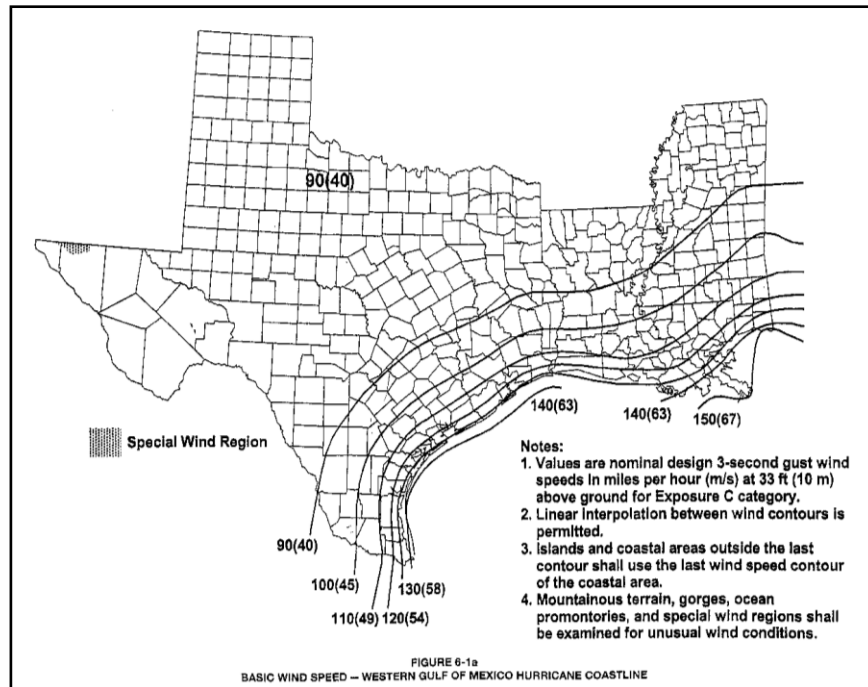 90(40)
Special Wind Region
140(63)
140(63)
150(67)
90(40)
100(45)
110(49)
120(54)
130(58)
Notes:
1. Values are nominal design 3-second gust wind
speeds in miles per hour (m/s) at 33 ft (10 m)
above ground for Exposure C category.
2. Linear interpolation between wind contours is
permitted.
3. Islands and coastal areas outside the last
contour shall use the last wind speed contour
of the coastal area.
4. Mountainous terrain, gorges, ocean
promontories, and special wind regions shall
be examined for unusual wind conditions.
FIGURE 6-1a
BASIC WIND SPEED – WESTERN GULF OF MEXICO HURRICANE COASTLINE